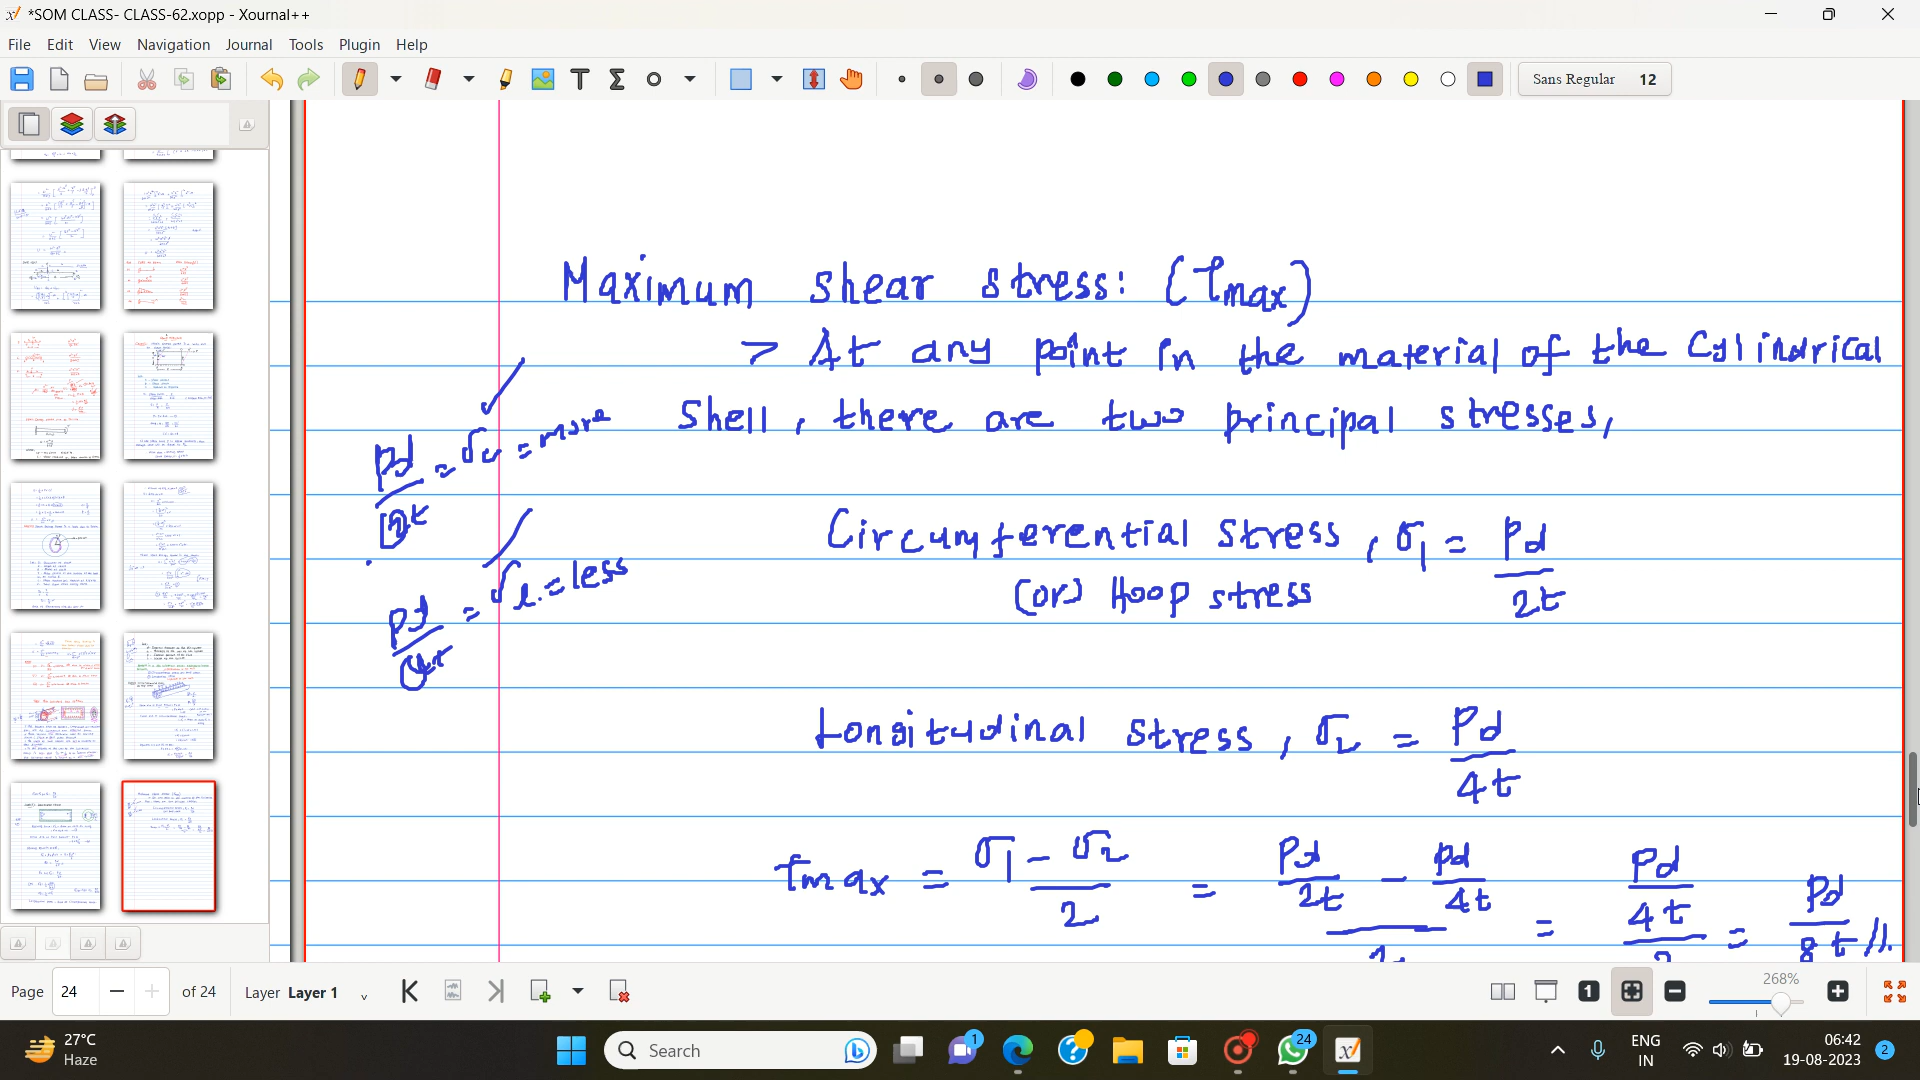 *SOM CLASS- CLASS-62.xopp - Xournal++
File Edit View Navigation Journal Tools Plugin Help
Sans Regular 12
Maximum shear stress: (τmax)
> At any point in the material of the Cylindrical
shell, there are two principal stresses,
pd/2t = σc = more
Circumferential stress, σ1 = Pd/2t
(or) Hoop stress
pd/4t = σL = less
Longitudinal stress, σ2 = Pd/4t
τmax = σ1 - σ2 / 2 = Pd/2t - pd/4t / 2 = Pd/4t / 2 = pd/8t //.
Page 24 of 24 Layer Layer 1 268%
27°C
Haze
Search
1
24
ENG
IN
06:42
19-08-2023
2